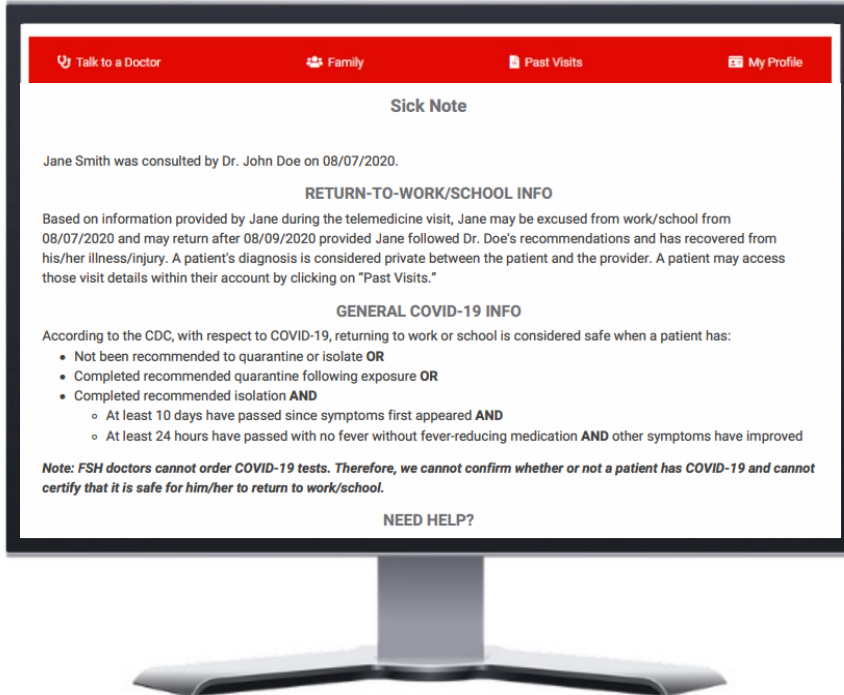 Talk to a Doctor
Family
Past Visits
My Profile
Sick Note
Jane Smith was consulted by Dr. John Doe on 08/07/2020.
RETURN-TO-WORK/SCHOOL INFO
Based on information provided by Jane during the telemedicine visit, Jane may be excused from work/school from
08/07/2020 and may return after 08/09/2020 provided Jane followed Dr. Doe's recommendations and has recovered from
his/her illness/injury. A patient's diagnosis is considered private between the patient and the provider. A patient may access
those visit details within their account by clicking on "Past Visits."
GENERAL COVID-19 INFO
According to the CDC, with respect to COVID-19, returning to work or school is considered safe when a patient has:
• Not been recommended to quarantine or isolate OR
• Completed recommended quarantine following exposure OR
• Completed recommended isolation AND
◦ At least 10 days have passed since symptoms first appeared AND
◦ At least 24 hours have passed with no fever without fever-reducing medication AND other symptoms have improved
Note: FSH doctors cannot order COVID-19 tests. Therefore, we cannot confirm whether or not a patient has COVID-19 and cannot
certify that it is safe for him/her to return to work/school.
NEED HELP?